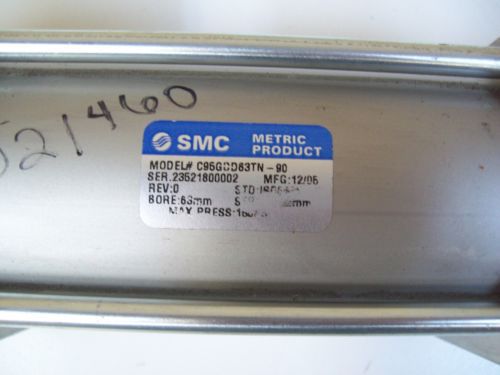 521460
SMC METRIC PRODUCT
MODEL# C95GDD63TN-90
SER.23521800002 MFG:12/05
REV:0
BORE:63mm
MAX PRESS: